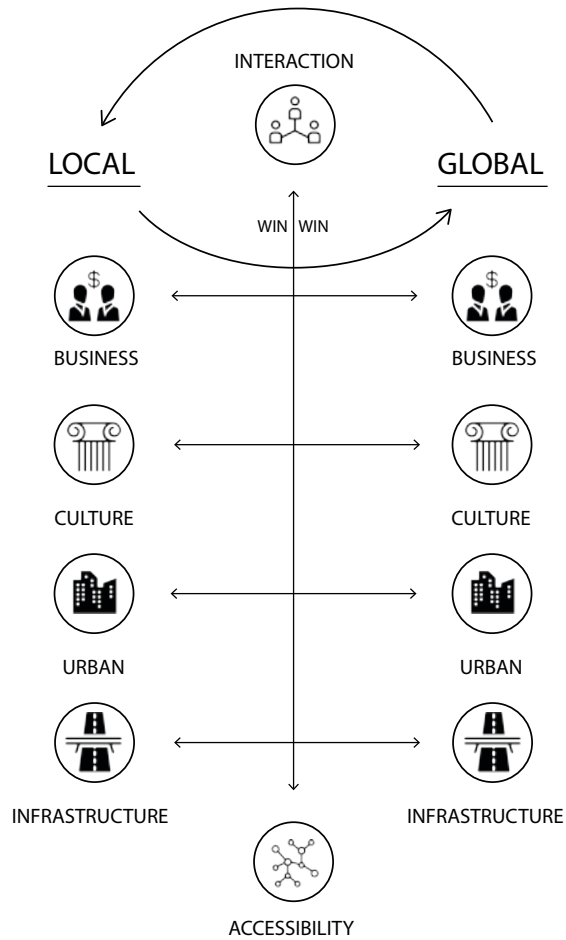 INTERACTION
LOCAL GLOBAL
WIN WIN
$ $
BUSINESS BUSINESS
CULTURE CULTURE
URBAN URBAN
INFRASTRUCTURE INFRASTRUCTURE
ACCESSIBILITY